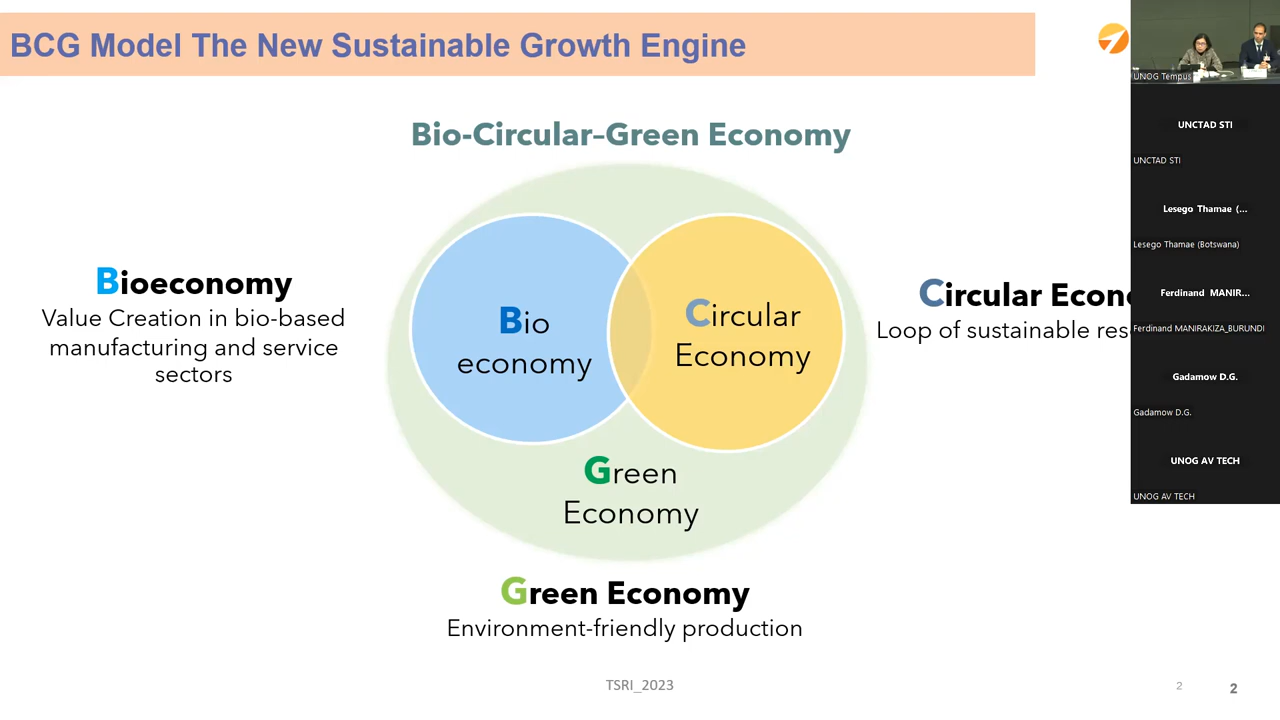 BCG Model The New Sustainable Growth Engine
Bio-Circular–Green Economy
Bioeconomy
Value Creation in bio-based
manufacturing and service
sectors
Bio
economy
Circular
Economy
Green
Economy
Circular Econo
Loop of sustainable res
Green Economy
Environment-friendly production
TSRI_2023
2
2
UNOG Tempus
UNCTAD STI
UNCTAD STI
Lesego Thamae (...
Lesego Thamae (Botswana)
Ferdinand MANIR...
Ferdinand MANIRAKIZA_BURUNDI
Gadamow D.G.
Gadamow D.G.
UNOG AV TECH
UNOG AV TECH